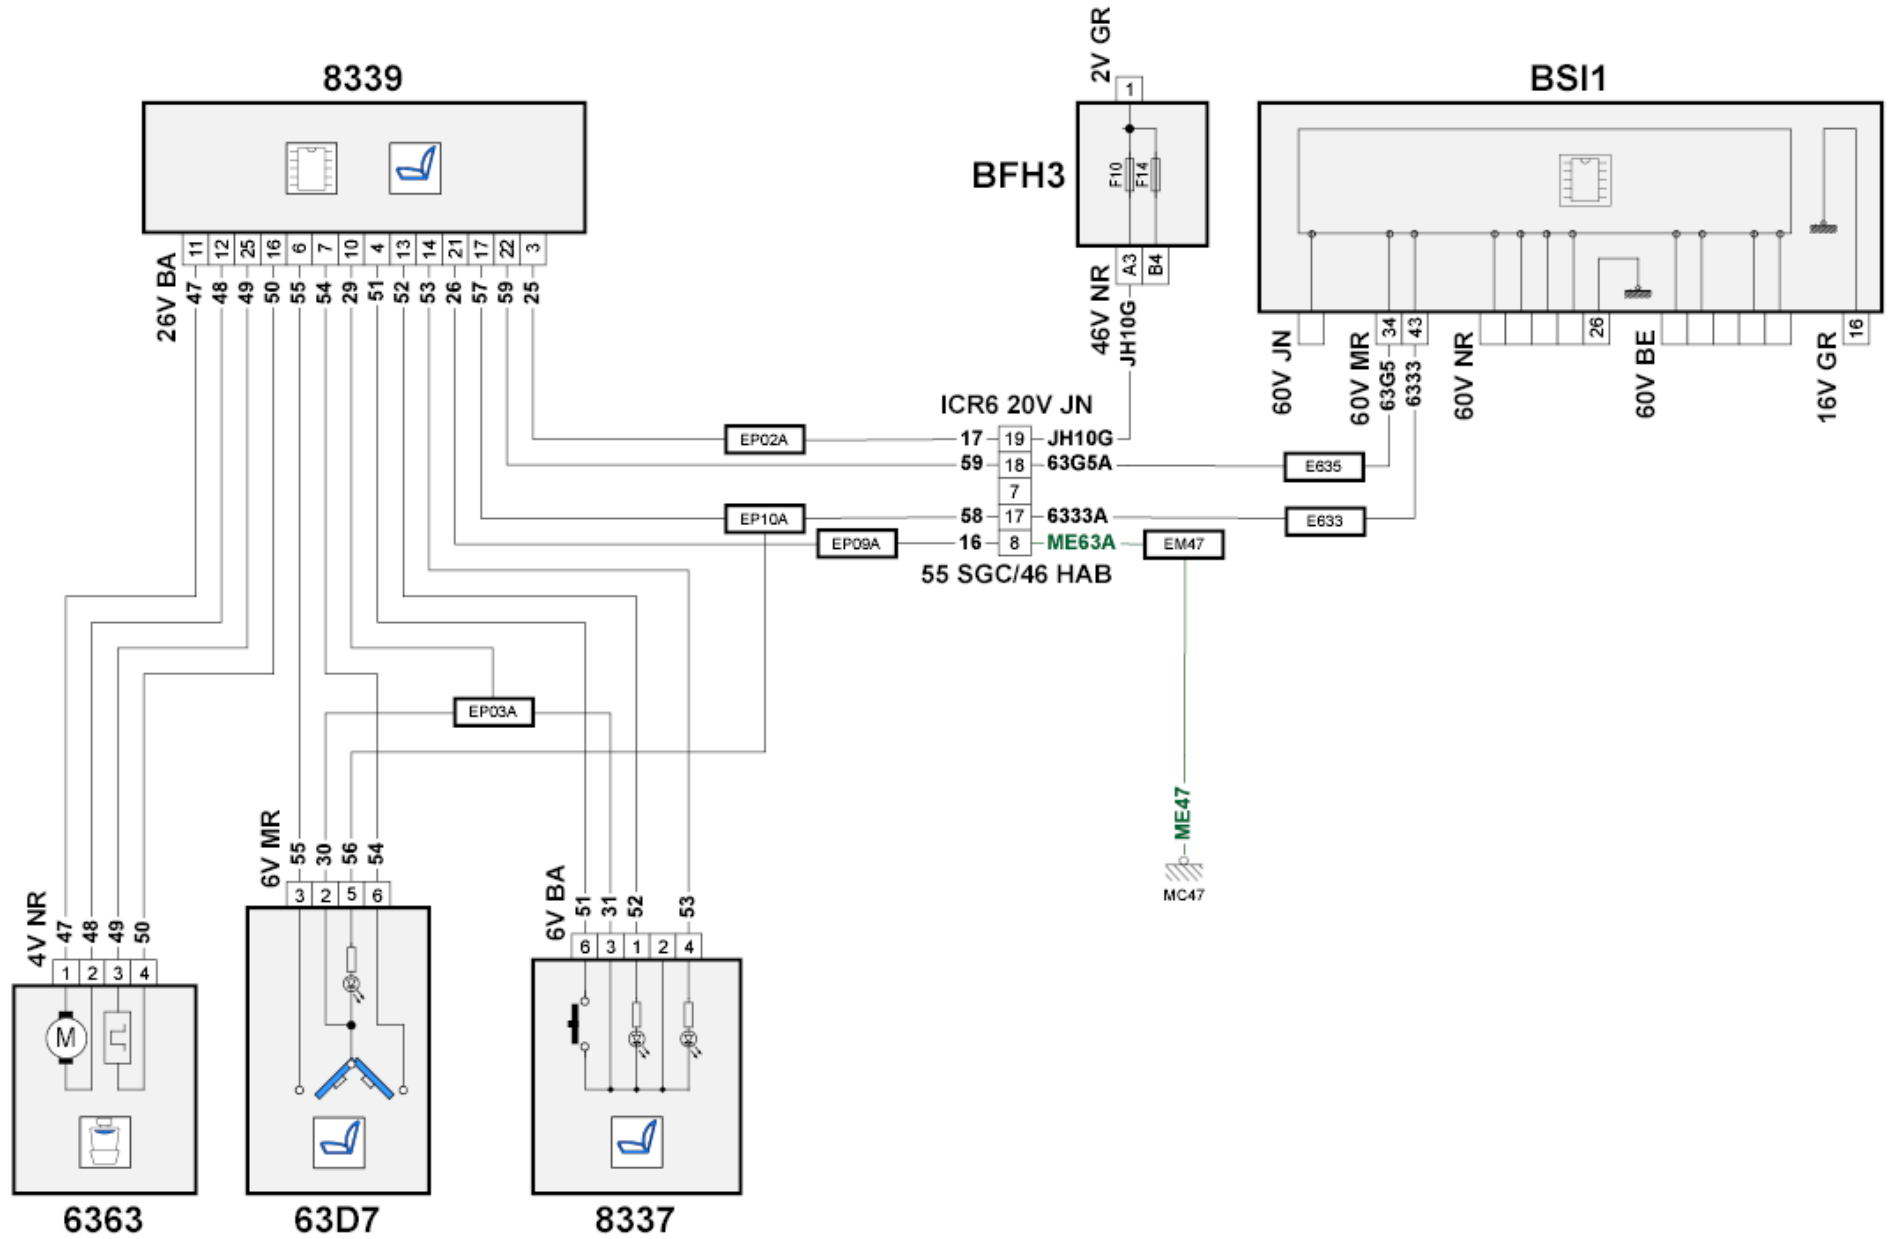 8339
BFH3
BSI1
2V GR
1
F10
F14
A3
B4
46V NR
JH10G
26V BA
11 12 25 16 6 7 10 4 13 14 21 17 22 3
47 48 49 50 55 54 29 51 52 53 26 57 59 25
60V JN
60V MR
34 43
63G5 6333
60V NR
26
60V BE
16V GR
16
ICR6 20V JN
EP02A
17 19 JH10G
59 18 63G5A
E635
7
EP10A
58 17 6333A
E633
EP09A
16 8 ME63A
EM47
55 SGC/46 HAB
EP03A
ME47
MC47
4V NR
47 48 49 50
1 2 3 4
M
6363
6V MR
55 30 56 54
3 2 5 6
63D7
6V BA
51 31 52 53
6 3 1 2 4
8337